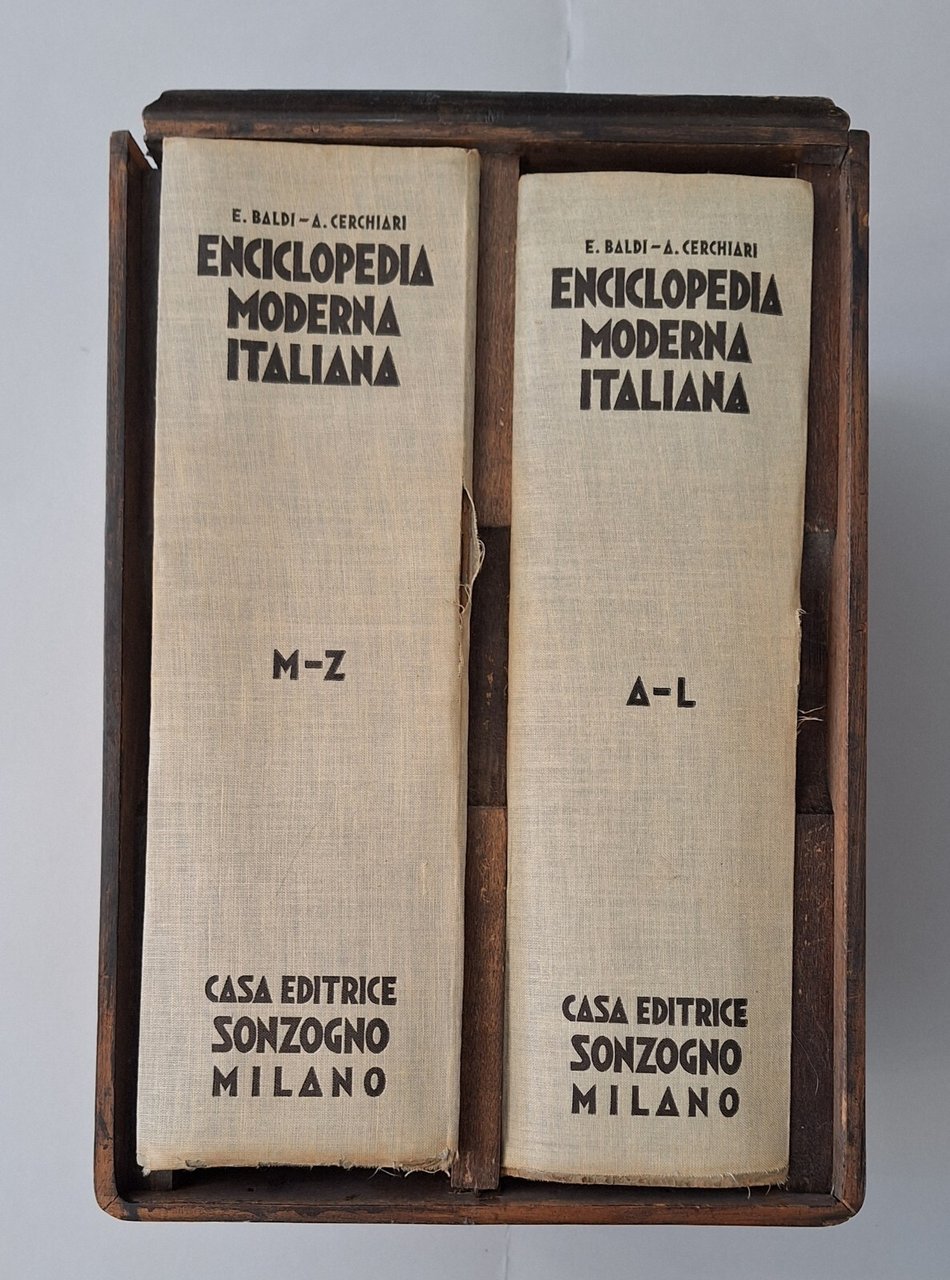 E. BALDI – A. CERCHIARI
ENCICLOPEDIA
MODERNA
ITALIANA
M – Z
CASA EDITRICE
SONZOGNO
MILANO
E. BALDI – A. CERCHIARI
ENCICLOPEDIA
MODERNA
ITALIANA
A – L
CASA EDITRICE
SONZOGNO
MILANO